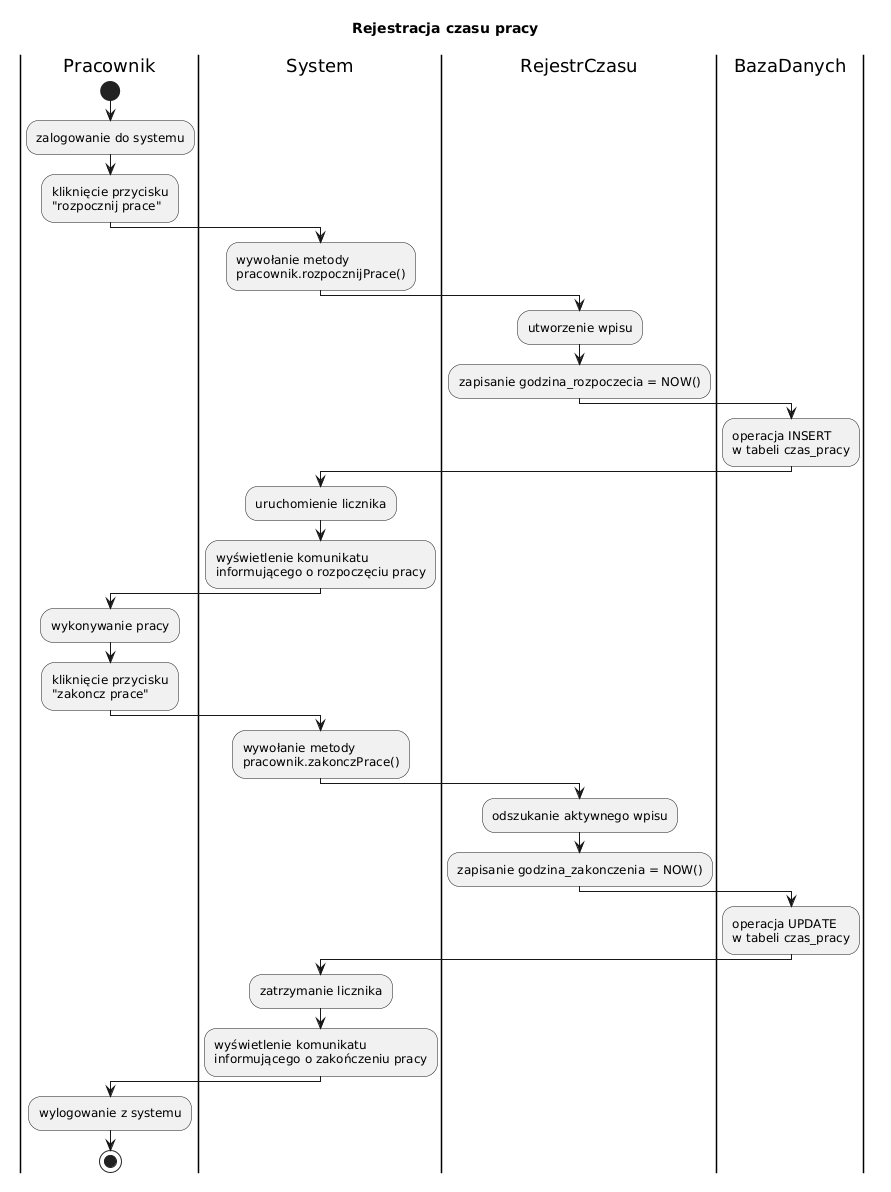 Rejestracja czasu pracy
Pracownik
System
RejestrCzasu
BazaDanych
zalogowanie do systemu
kliknięcie przycisku
"rozpocznij prace"
wywołanie metody
pracownik.rozpocznijPrace()
utworzenie wpisu
zapisanie godzina_rozpoczecia = NOW()
operacja INSERT
w tabeli czas_pracy
uruchomienie licznika
wyświetlenie komunikatu
informującego o rozpoczęciu pracy
wykonywanie pracy
kliknięcie przycisku
"zakoncz prace"
wywołanie metody
pracownik.zakonczPrace()
odszukanie aktywnego wpisu
zapisanie godzina_zakonczenia = NOW()
operacja UPDATE
w tabeli czas_pracy
zatrzymanie licznika
wyświetlenie komunikatu
informującego o zakończeniu pracy
wylogowanie z systemu